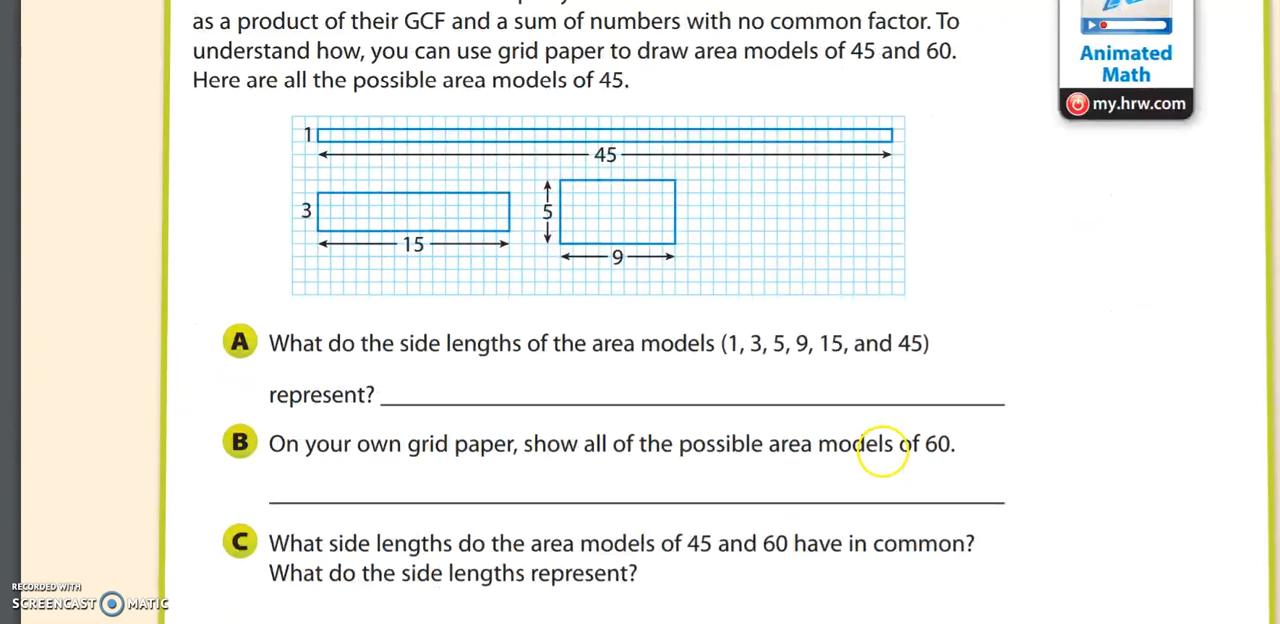 as a product of their GCF and a sum of numbers with no common factor. To
understand how, you can use grid paper to draw area models of 45 and 60.
Here are all the possible area models of 45.
Animated
Math
my.hrw.com
1
45
3
15
5
9
A What do the side lengths of the area models (1, 3, 5, 9, 15, and 45)
represent?
B On your own grid paper, show all of the possible area models of 60.
C What side lengths do the area models of 45 and 60 have in common?
What do the side lengths represent?
RECORDED WITH
SCREENCAST MATIC